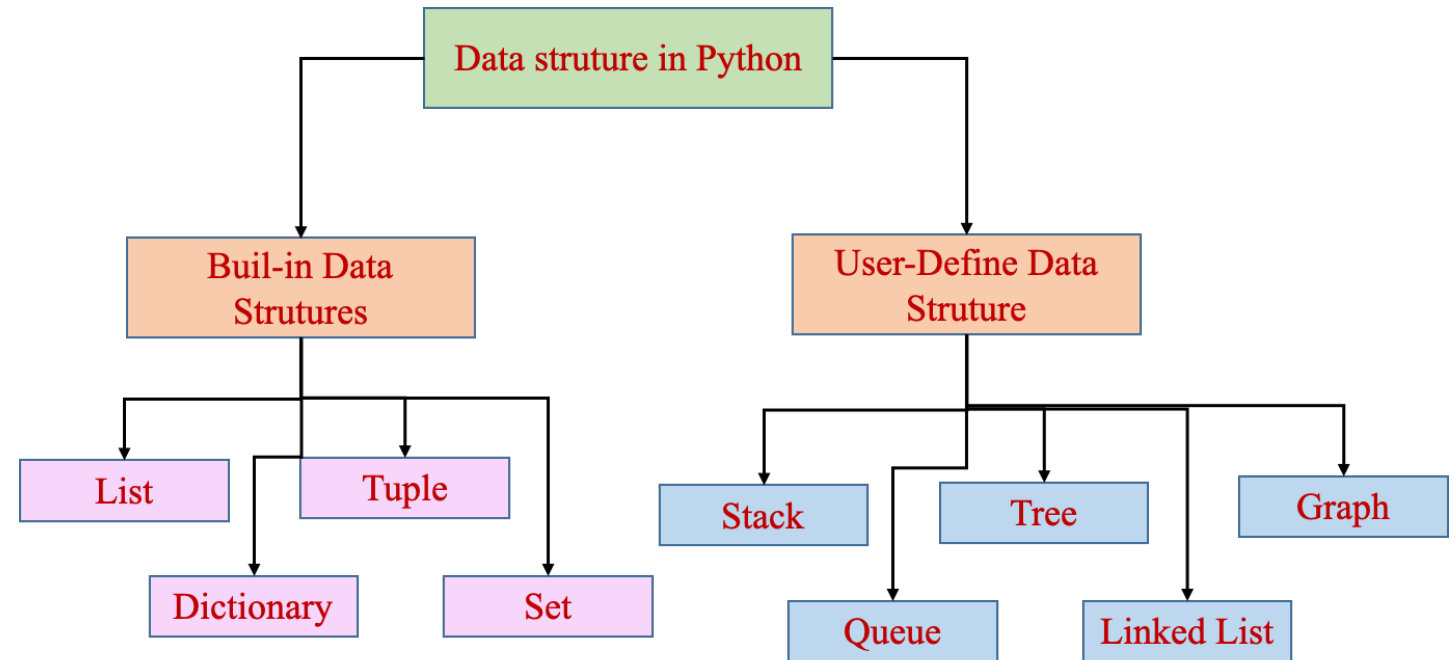 Data struture in Python
Buil-in Data
Strutures
User-Define Data
Struture
List
Tuple
Dictionary
Set
Stack
Tree
Graph
Queue
Linked List